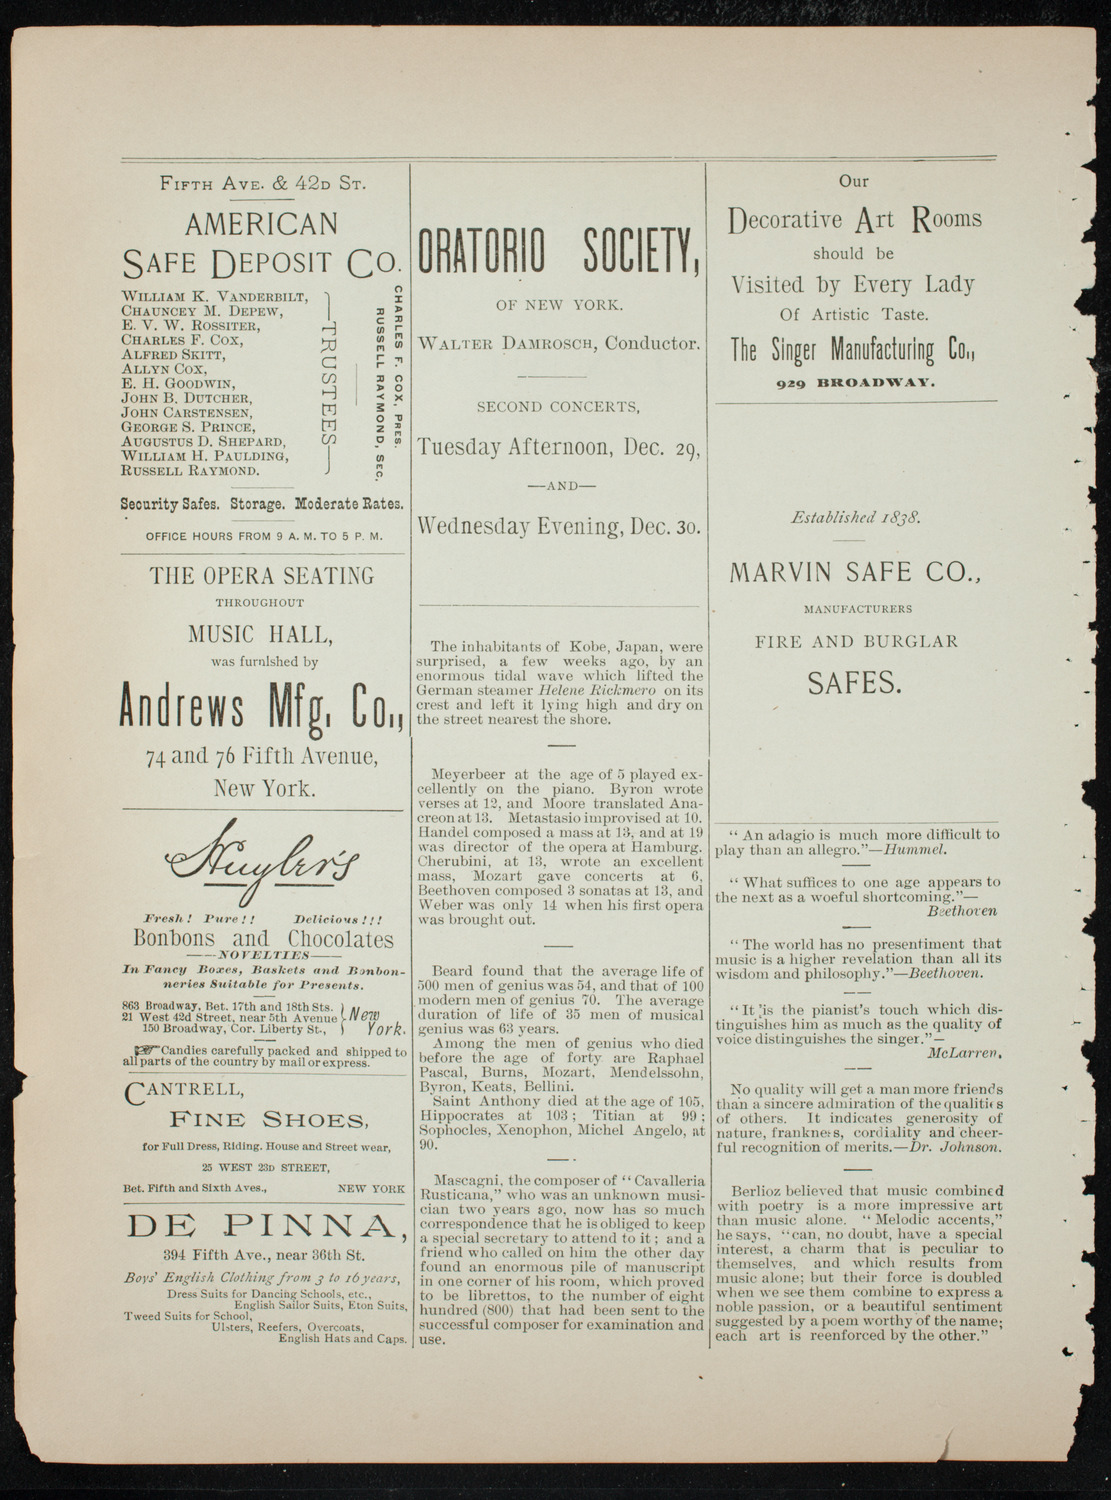 FIFTH AVE. & 42D ST.
AMERICAN
SAFE DEPOSIT CO.
WILLIAM K. VANDERBILT,
CHAUNCEY M. DEPEW,
E. V. W. ROSSITER,
CHARLES F. COX,
ALFRED SKITT,
ALLYN COX,
E. H. GOODWIN,
JOHN B. DUTCHER,
JOHN CARSTENSEN,
GEORGE S. PRINCE,
AUGUSTUS D. SHEPARD,
WILLIAM H. PAULDING,
RUSSELL RAYMOND.
TRUSTEES
CHARLES F. COX, PRES.
RUSSELL RAYMOND, SEC.
Security Safes. Storage. Moderate Rates.
OFFICE HOURS FROM 9 A. M. TO 5 P. M.
THE OPERA SEATING
THROUGHOUT
MUSIC HALL,
was furnished by
Andrews Mfg. Co.,
74 and 76 Fifth Avenue,
New York.
Huyler's
Fresh! Pure!! Delicious!!!
Bonbons and Chocolates
—NOVELTIES—
In Fancy Boxes, Baskets and Bonbon-
neries Suitable for Presents.
863 Broadway, Bet. 17th and 18th Sts.
21 West 42d Street, near 5th Avenue
150 Broadway, Cor. Liberty St.,
New York.
☞Candies carefully packed and shipped to
all parts of the country by mail or express.
CANTRELL,
FINE SHOES,
for Full Dress, Riding. House and Street wear,
25 WEST 23D STREET,
Bet. Fifth and Sixth Aves., NEW YORK
DE PINNA,
394 Fifth Ave., near 36th St.
Boys' English Clothing from 3 to 16 years,
Dress Suits for Dancing Schools, etc.,
English Sailor Suits, Eton Suits,
Tweed Suits for School,
Ulsters, Reefers, Overcoats,
English Hats and Caps.
ORATORIO SOCIETY,
OF NEW YORK.
WALTER DAMROSCH, Conductor.
SECOND CONCERTS,
Tuesday Afternoon, Dec. 29,
—AND—
Wednesday Evening, Dec. 30.
The inhabitants of Kobe, Japan, were
surprised, a few weeks ago, by an
enormous tidal wave which lifted the
German steamer Helene Rickmero on its
crest and left it lying high and dry on
the street nearest the shore.
Meyerbeer at the age of 5 played ex-
cellently on the piano. Byron wrote
verses at 12, and Moore translated Ana-
creon at 13. Metastasio improvised at 10.
Handel composed a mass at 13, and at 19
was director of the opera at Hamburg.
Cherubini, at 13, wrote an excellent
mass, Mozart gave concerts at 6,
Beethoven composed 3 sonatas at 13, and
Weber was only 14 when his first opera
was brought out.
Beard found that the average life of
500 men of genius was 54, and that of 100
modern men of genius 70. The average
duration of life of 35 men of musical
genius was 63 years.
Among the men of genius who died
before the age of forty are Raphael
Pascal, Burns, Mozart, Mendelssohn,
Byron, Keats, Bellini.
Saint Anthony died at the age of 105,
Hippocrates at 103; Titian at 99;
Sophocles, Xenophon, Michel Angelo, at
90.
Mascagni, the composer of "Cavalleria
Rusticana," who was an unknown musi-
cian two years ago, now has so much
correspondence that he is obliged to keep
a special secretary to attend to it; and a
friend who called on him the other day
found an enormous pile of manuscript
in one corner of his room, which proved
to be librettos, to the number of eight
hundred (800) that had been sent to the
successful composer for examination and
use.
Our
Decorative Art Rooms
should be
Visited by Every Lady
Of Artistic Taste.
The Singer Manufacturing Co.,
929 BROADWAY.
Established 1838.
MARVIN SAFE CO.,
MANUFACTURERS
FIRE AND BURGLAR
SAFES.
"An adagio is much more difficult to
play than an allegro."—Hummel.
"What suffices to one age appears to
the next as a woeful shortcoming."—
Beethoven
"The world has no presentiment that
music is a higher revelation than all its
wisdom and philosophy."—Beethoven.
"It is the pianist's touch which dis-
tinguishes him as much as the quality of
voice distinguishes the singer."—
McLarren.
No quality will get a man more friends
than a sincere admiration of the qualities
of others. It indicates generosity of
nature, frankness, cordiality and cheer-
ful recognition of merits.—Dr. Johnson.
Berlioz believed that music combined
with poetry is a more impressive art
than music alone. "Melodic accents,"
he says, "can, no doubt, have a special
interest, a charm that is peculiar to
themselves, and which results from
music alone; but their force is doubled
when we see them combine to express a
noble passion, or a beautiful sentiment
suggested by a poem worthy of the name;
each art is reenforced by the other."